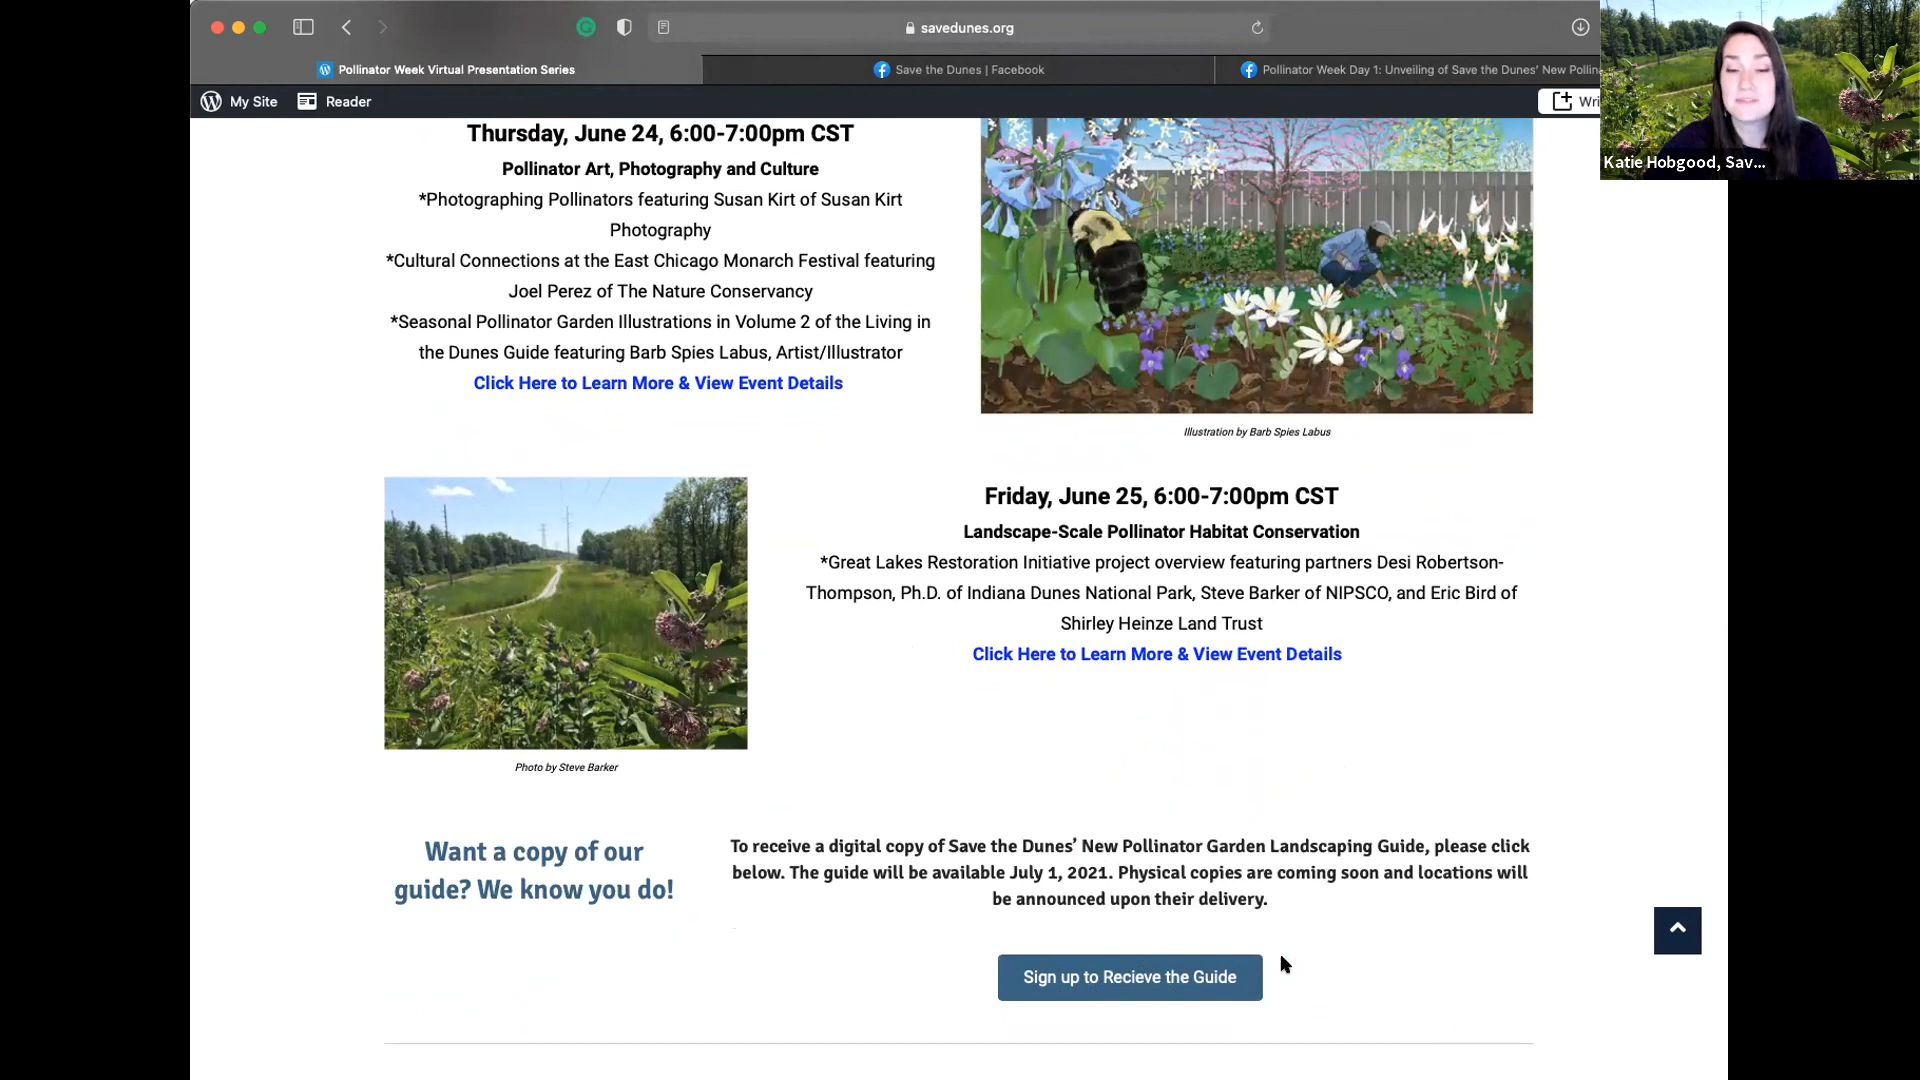 savedunes.org
Pollinator Week Virtual Presentation Series
Save the Dunes | Facebook
Pollinator Week Day 1: Unveiling of Save the Dunes' New Pollin
My Site
Reader
Wri
Katie Hobgood, Sav...
Thursday, June 24, 6:00-7:00pm CST
Pollinator Art, Photography and Culture
*Photographing Pollinators featuring Susan Kirt of Susan Kirt
Photography
*Cultural Connections at the East Chicago Monarch Festival featuring
Joel Perez of The Nature Conservancy
*Seasonal Pollinator Garden Illustrations in Volume 2 of the Living in
the Dunes Guide featuring Barb Spies Labus, Artist/Illustrator
Click Here to Learn More & View Event Details
Illustration by Barb Spies Labus
Friday, June 25, 6:00-7:00pm CST
Landscape-Scale Pollinator Habitat Conservation
*Great Lakes Restoration Initiative project overview featuring partners Desi Robertson-
Thompson, Ph.D. of Indiana Dunes National Park, Steve Barker of NIPSCO, and Eric Bird of
Shirley Heinze Land Trust
Click Here to Learn More & View Event Details
Photo by Steve Barker
Want a copy of our
guide? We know you do!
To receive a digital copy of Save the Dunes' New Pollinator Garden Landscaping Guide, please click
below. The guide will be available July 1, 2021. Physical copies are coming soon and locations will
be announced upon their delivery.
Sign up to Recieve the Guide